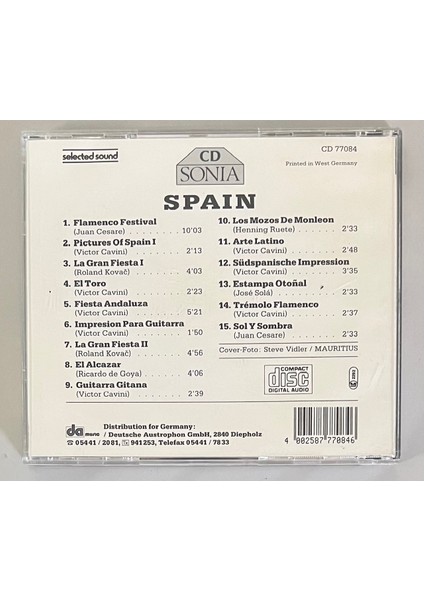 selected sound
CD
SONIA
CD 77084
Printed in West Germany
SPAIN
1. Flamenco Festival
(Juan Cesare) . . . . . . . 10'03
2. Pictures Of Spain I
(Victor Cavini) . . . . . . . 2'13
3. La Gran Fiesta I
(Roland Kovač) . . . . . . . 4'03
4. El Toro
(Victor Cavini) . . . . . . . 2'23
5. Fiesta Andaluza
(Victor Cavini) . . . . . . . 5'21
6. Impresion Para Guitarra
(Victor Cavini) . . . . . . . 1'50
7. La Gran Fiesta II
(Roland Kovač) . . . . . . . 4'56
8. El Alcazar
(Ricardo de Goya) . . . . . 4'06
9. Guitarra Gitana
(Victor Cavini) . . . . . . . 2'39
10. Los Mozos De Monleon
(Henning Ruete) . . . . . . 2'33
11. Arte Latino
(Victor Cavini) . . . . . . . 2'48
12. Südspanische Impression
(Victor Cavini) . . . . . . . 3'35
13. Estampa Otoñal
(José Solá) . . . . . . . 2'33
14. Trémolo Flamenco
(Victor Cavini) . . . . . . . 2'37
15. Sol Y Sombra
(Juan Cesare) . . . . . . . 2'33
Cover-Foto: Steve Vidler / MAURITIUS
COMPACT
disc
DIGITAL AUDIO
da music
Distribution for Germany:
/ Deutsche Austrophon GmbH, 2840 Diepholz
☎ 05441 / 2081, 941253, Telefax 05441 / 7833
4 002587 770846